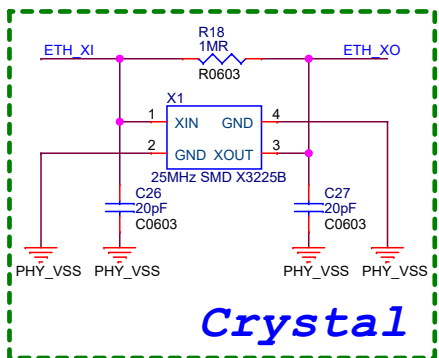 R18
1MR
ETH_XI
ETH_XO
R0603
X1
1 XIN GND 4
2 GND XOUT 3
25MHz SMD X3225B
C26
20pF
C0603
C27
20pF
C0603
PHY_VSS PHY_VSS PHY_VSS PHY_VSS
Crystal